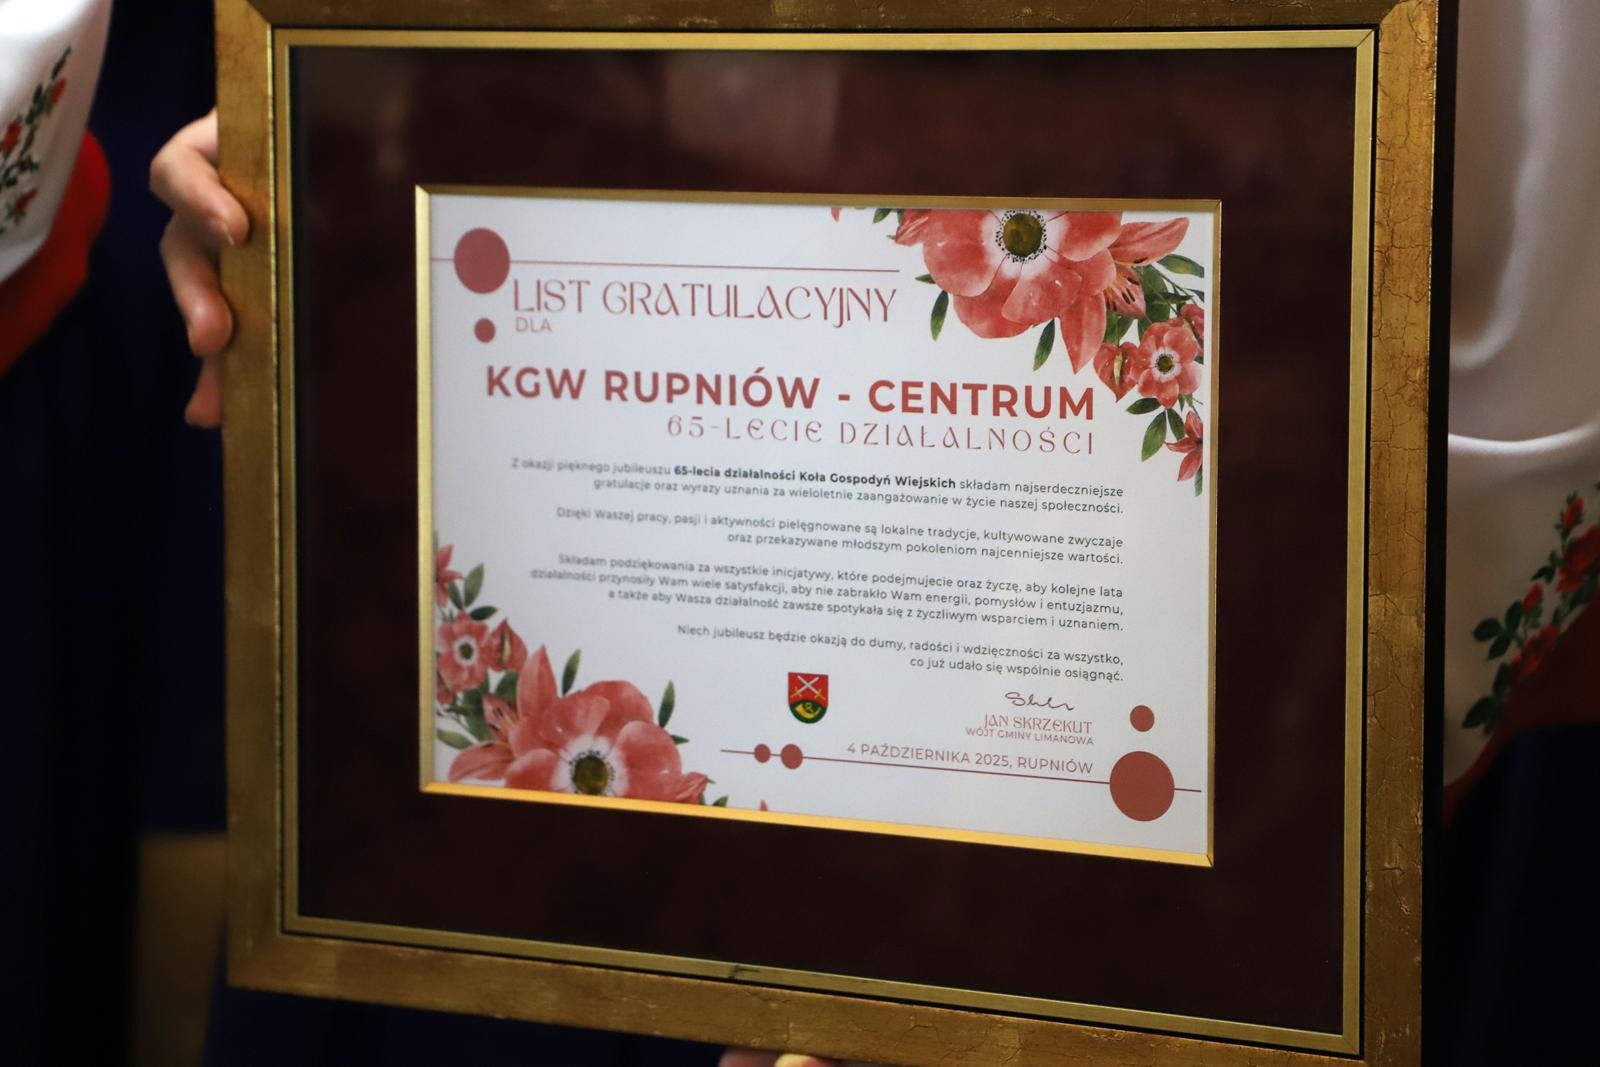 LIST GRATULACYJNY
DLA
KGW RUPNIÓW - CENTRUM
65-LECIE DZIAŁALNOŚCI
Z okazji pięknego jubileuszu 65-lecia działalności Koła Gospodyń Wiejskich składam najserdeczniejsze
gratulacje oraz wyrazy uznania za wieloletnie zaangażowanie w życie naszej społeczności.
Dzięki Waszej pracy, pasji i aktywności pielęgnowane są lokalne tradycje, kultywowane zwyczaje
oraz przekazywane młodszym pokoleniom najcenniejsze wartości.
Składam podziękowania za wszystkie inicjatywy, które podejmujecie oraz życzę, aby kolejne lata
działalności przynosiły Wam wiele satysfakcji, aby nie zabrakło Wam energii, pomysłów i entuzjazmu,
a także aby Wasza działalność zawsze spotykała się z życzliwym wsparciem i uznaniem.
Niech jubileusz będzie okazją do dumy, radości i wdzięczności za wszystko,
co już udało się wspólnie osiągnąć.
JAN SKRZEKUT
WÓJT GMINY LIMANOWA
4 PAŹDZIERNIKA 2025, RUPNIÓW